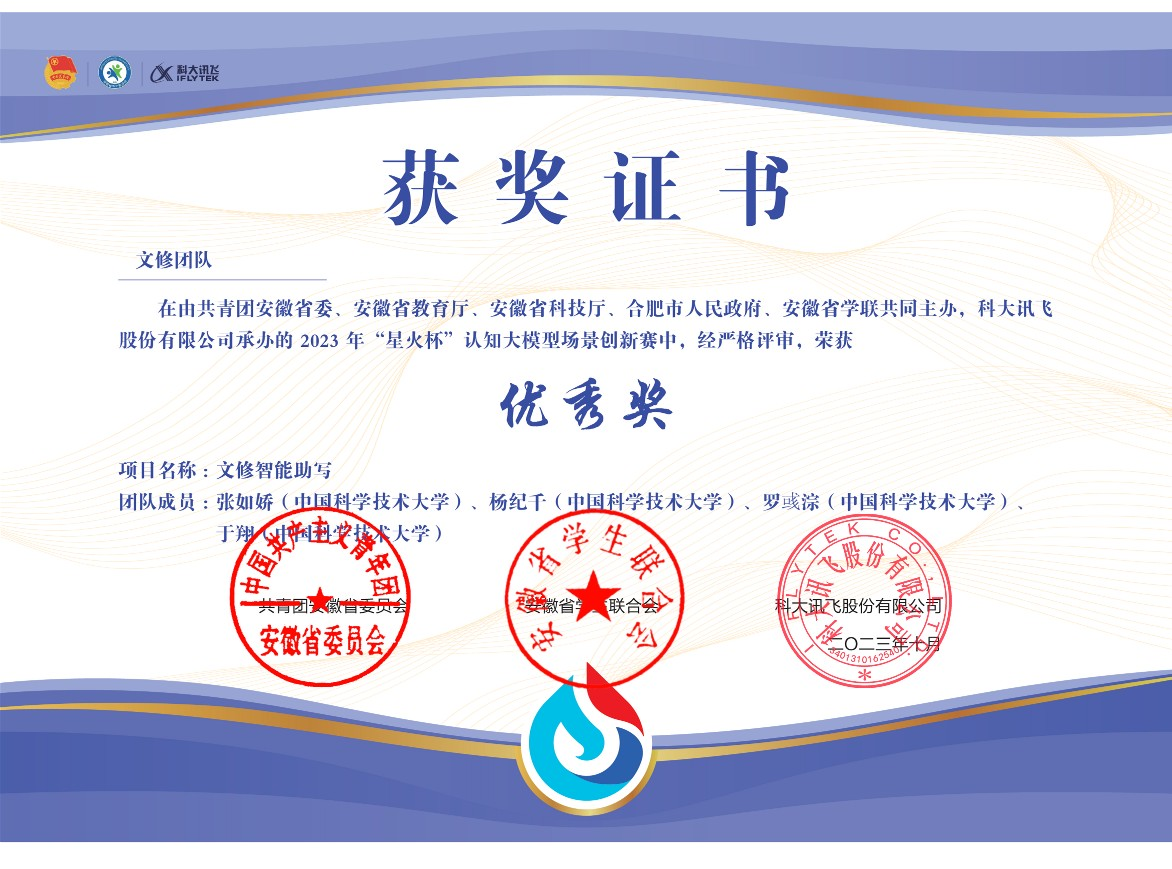 科大讯飞
IFLYTEK
获奖证书
文修团队
在由共青团安徽省委、安徽省教育厅、安徽省科技厅、合肥市人民政府、安徽省学联共同主办，科大讯飞
股份有限公司承办的 2023 年“星火杯”认知大模型场景创新赛中，经严格评审，荣获
优秀奖
项目名称：文修智能助写
团队成员：张如娇（中国科学技术大学）、杨纪千（中国科学技术大学）、罗彧淙（中国科学技术大学）、
于翔（中国科学技术大学）
中国共产主义青年团
安徽省委员会
共青团安徽省委员会
安徽省学生联合会
安徽省学生联合会
IFLYTEK CO., LTD.
科大讯飞股份有限公司
科大讯飞股份有限公司
二〇二三年十月